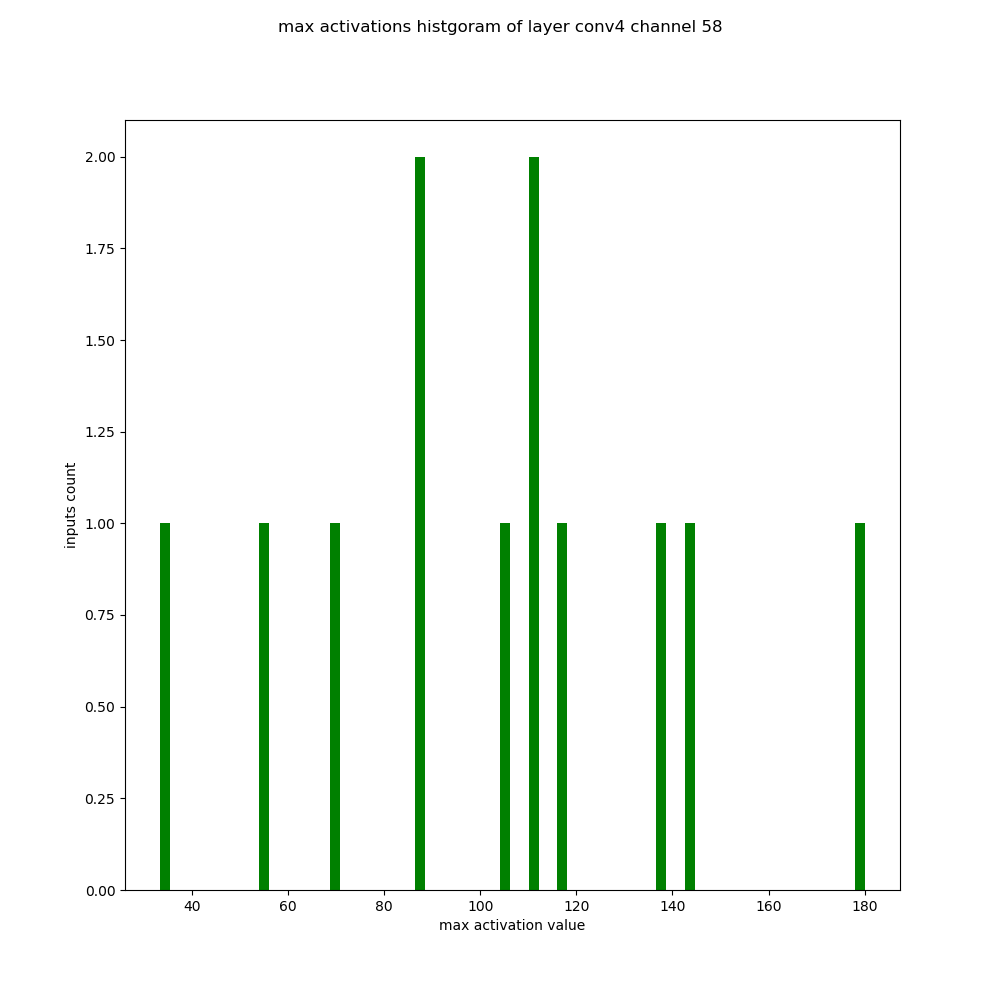 max activations histgoram of layer conv4 channel 58
2.00
1.75
1.50
1.25
1.00
0.75
0.50
0.25
0.00
inputs count
40 60 80 100 120 140 160 180
max activation value